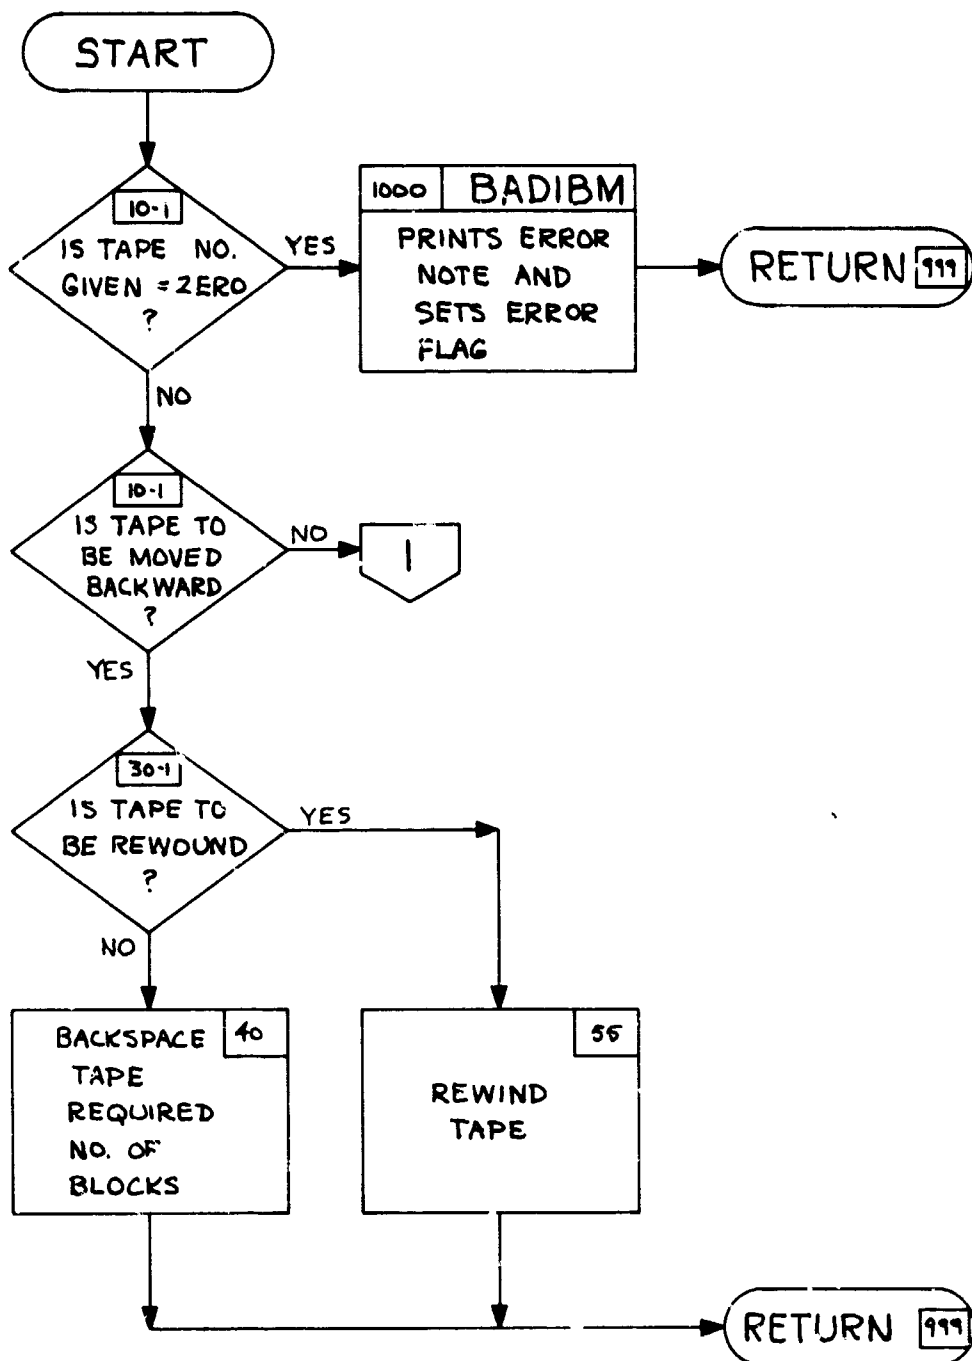 START
10-1
IS TAPE NO.
GIVEN = ZERO
?
YES
1000 BADIBM
PRINTS ERROR
NOTE AND
SETS ERROR
FLAG
RETURN 999
NO
10-1
IS TAPE TO
BE MOVED
BACKWARD
?
NO
1
YES
30-1
IS TAPE TO
BE REWOUND
?
YES
NO
BACKSPACE 40
TAPE
REQUIRED
NO. OF
BLOCKS
55
REWIND
TAPE
RETURN 999